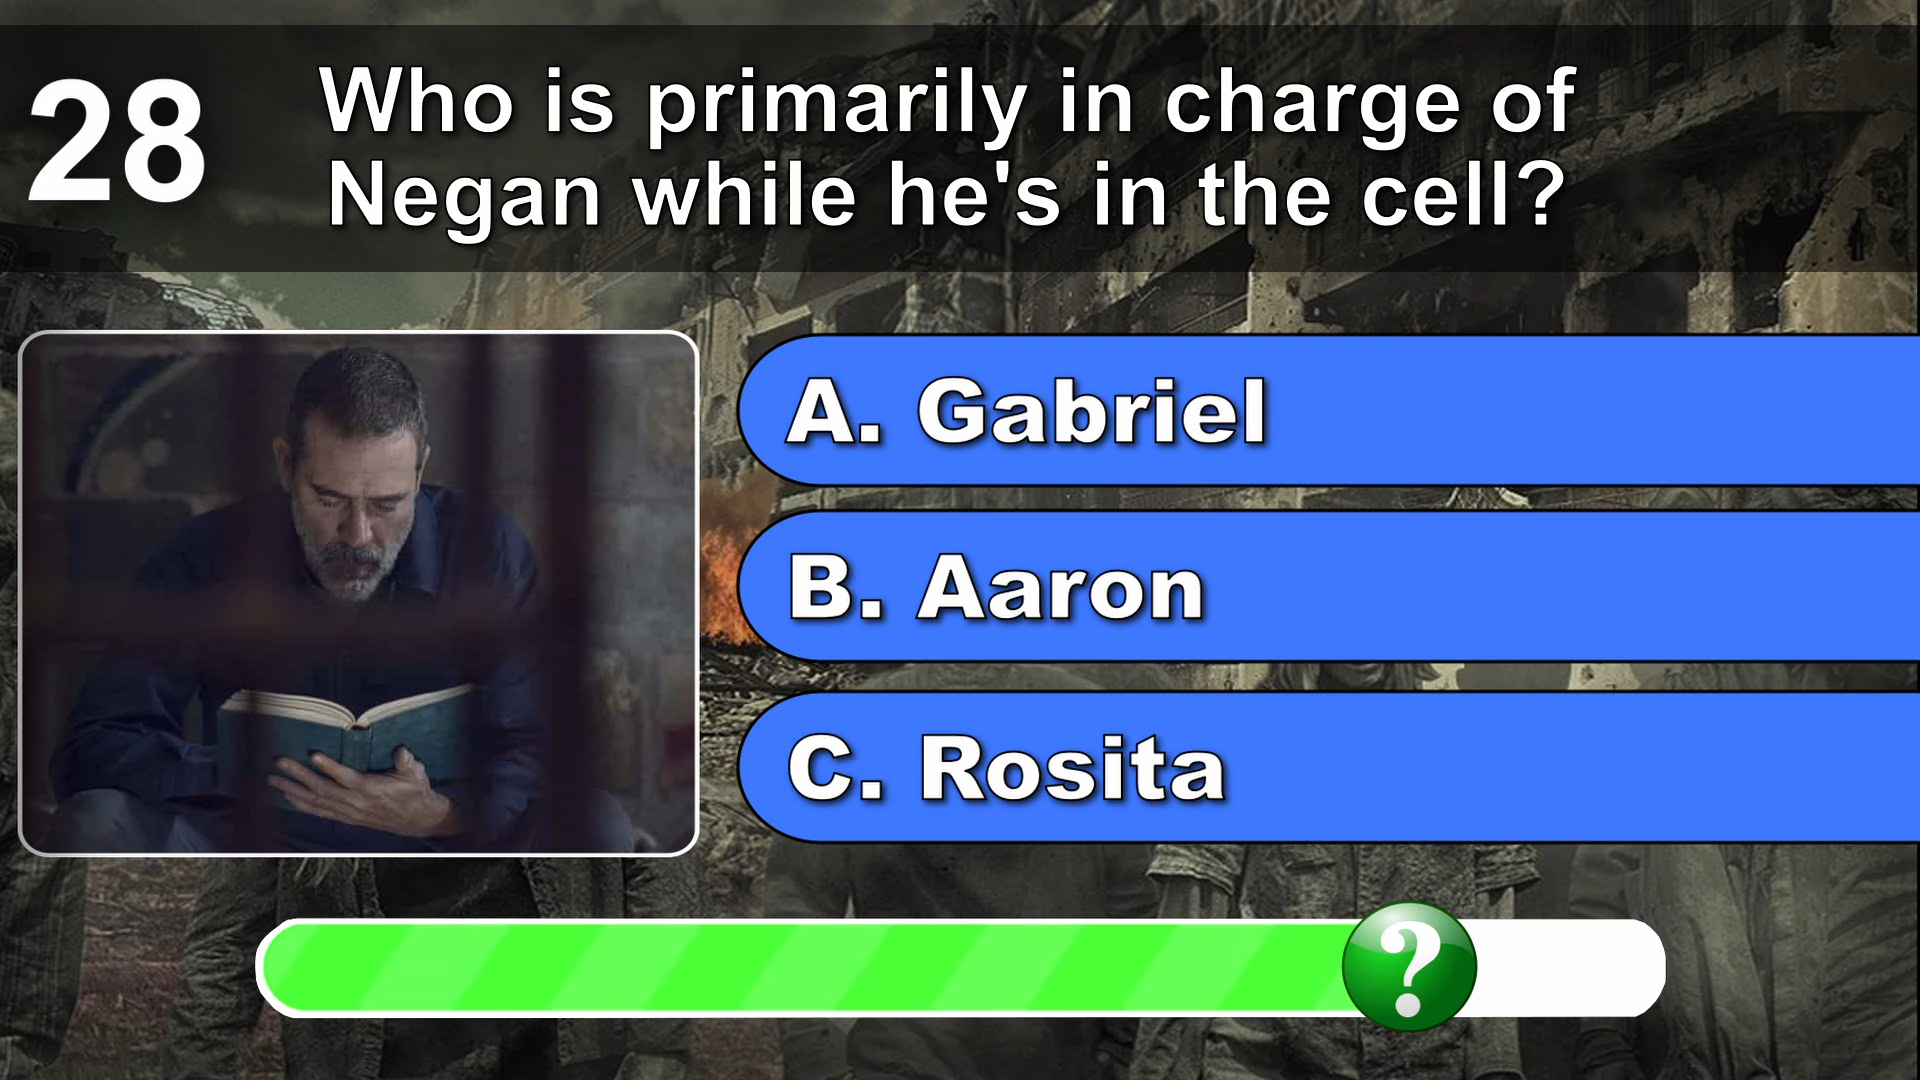 28
Who is primarily in charge of
Negan while he's in the cell?
A. Gabriel
B. Aaron
C. Rosita
?